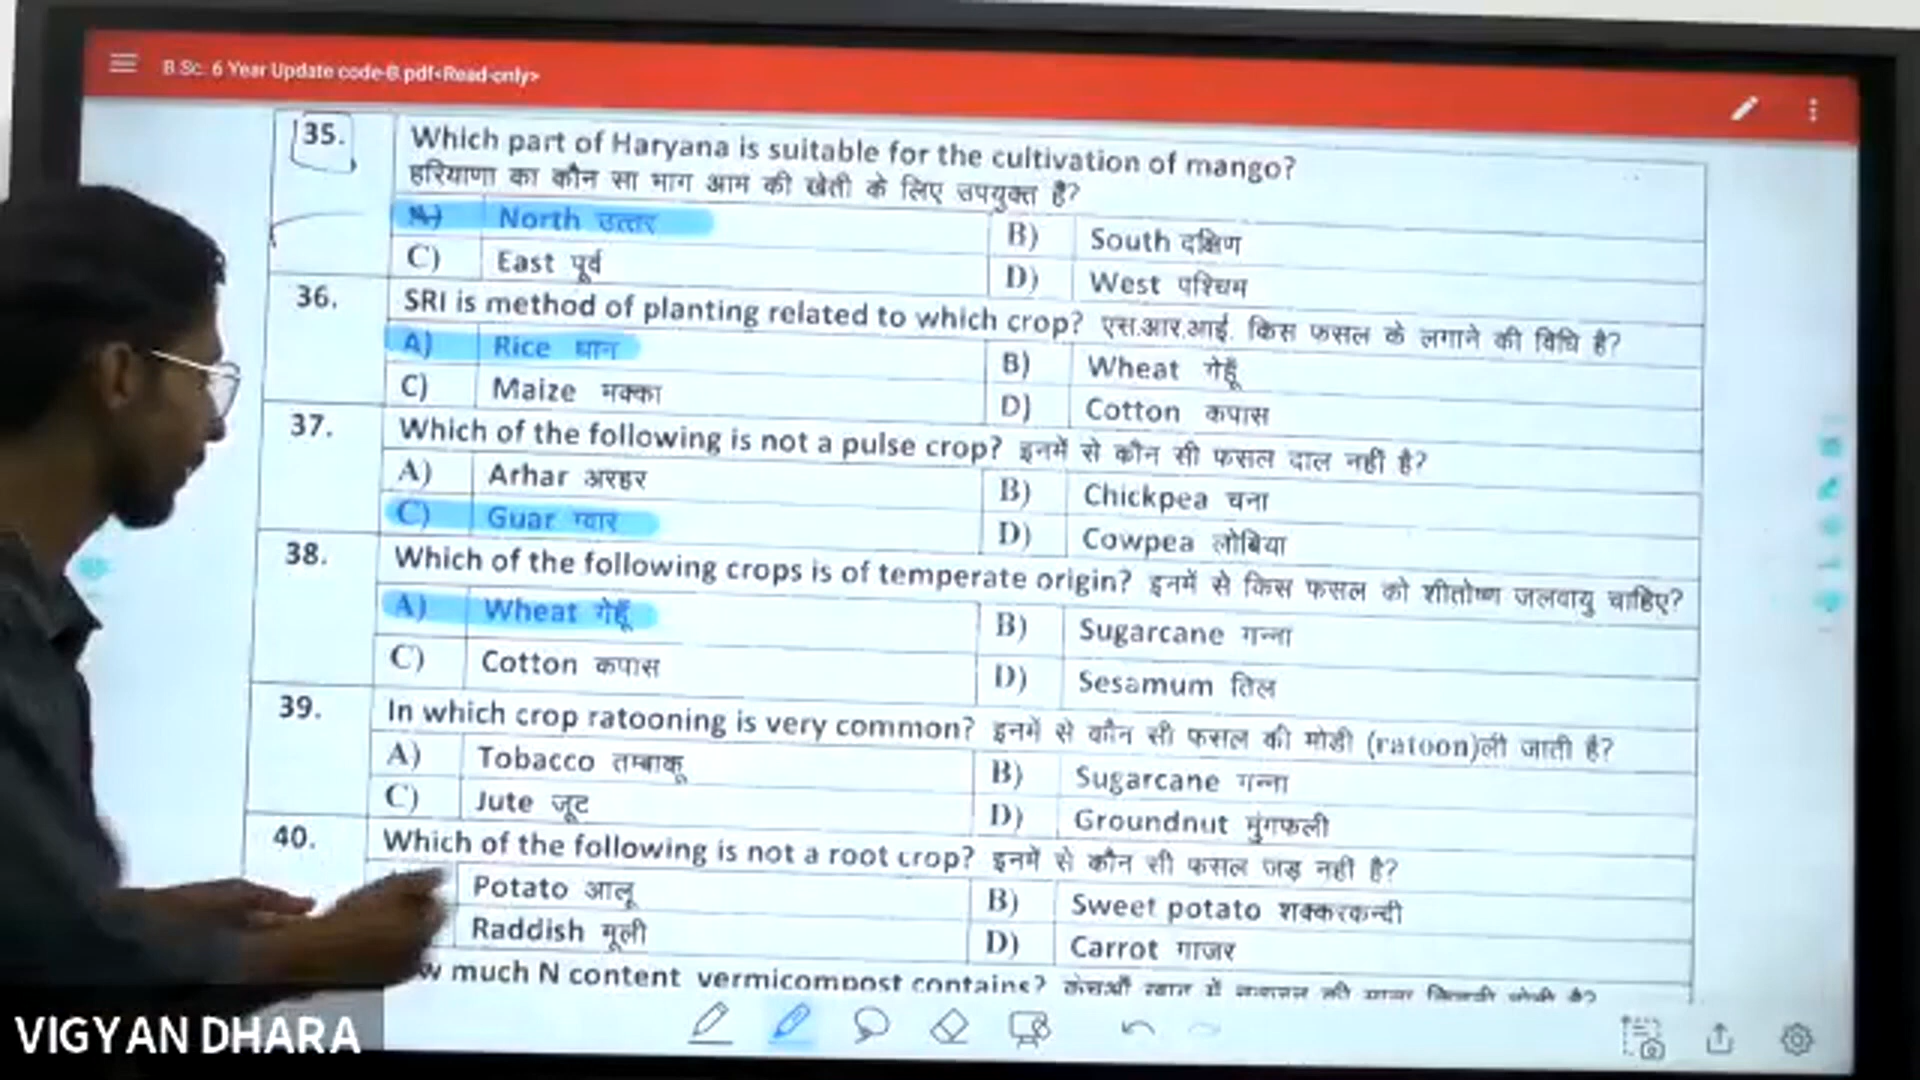 B.Sc. 6 Year Update code-B.pdf<Read-only>
35. Which part of Haryana is suitable for the cultivation of mango?
हरियाणा का कौन सा भाग आम की खेती के लिए उपयुक्त है?
A) North उत्तर B) South दक्षिण
C) East पूर्व D) West पश्चिम
36. SRI is method of planting related to which crop? एस.आर.आई. किस फसल के लगाने की विधि है?
A) Rice धान B) Wheat गेहूँ
C) Maize मक्का D) Cotton कपास
37. Which of the following is not a pulse crop? इनमें से कौन सी फसल दाल नहीं है?
A) Arhar अरहर B) Chickpea चना
C) Guar ग्वार D) Cowpea लोबिया
38. Which of the following crops is of temperate origin? इनमें से किस फसल को शीतोष्ण जलवायु चाहिए?
A) Wheat गेहूँ B) Sugarcane गन्ना
C) Cotton कपास D) Sesamum तिल
39. In which crop ratooning is very common? इनमें से कौन सी फसल की मोडी (ratoon)ली जाती है?
A) Tobacco तम्बाकू B) Sugarcane गन्ना
C) Jute जूट D) Groundnut मुंगफली
40. Which of the following is not a root crop? इनमें से कौन सी फसल जड़ नहीं है?
Potato आलू B) Sweet potato शक्करकन्दी
Raddish मूली D) Carrot गाजर
w much N content vermicompost contains?
VIGYAN DHARA